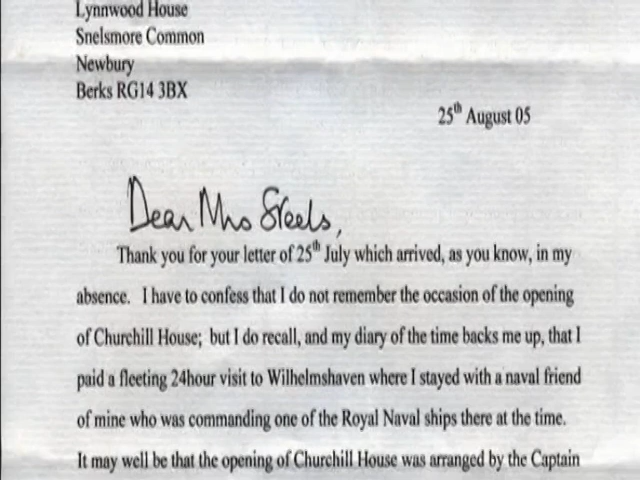 Lynnwood House
Snelsmore Common
Newbury
Berks RG14 3BX
25th August 05
Dear Mrs Steels,
Thank you for your letter of 25th July which arrived, as you know, in my
absence. I have to confess that I do not remember the occasion of the opening
of Churchill House; but I do recall, and my diary of the time backs me up, that I
paid a fleeting 24hour visit to Wilhelmshaven where I stayed with a naval friend
of mine who was commanding one of the Royal Naval ships there at the time.
It may well be that the opening of Churchill House was arranged by the Captain